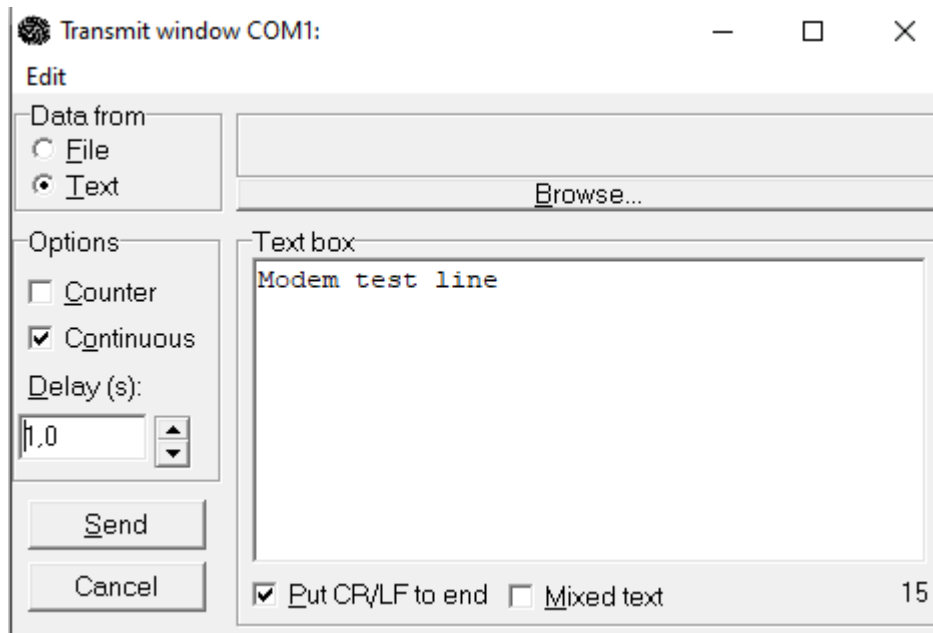 Transmit window COM1:
Edit
Data from
File
Text
Browse...
Options
Counter
Continuous
Delay (s):
1,0
Send
Cancel
Text box
Modem test line
Put CR/LF to end Mixed text 15